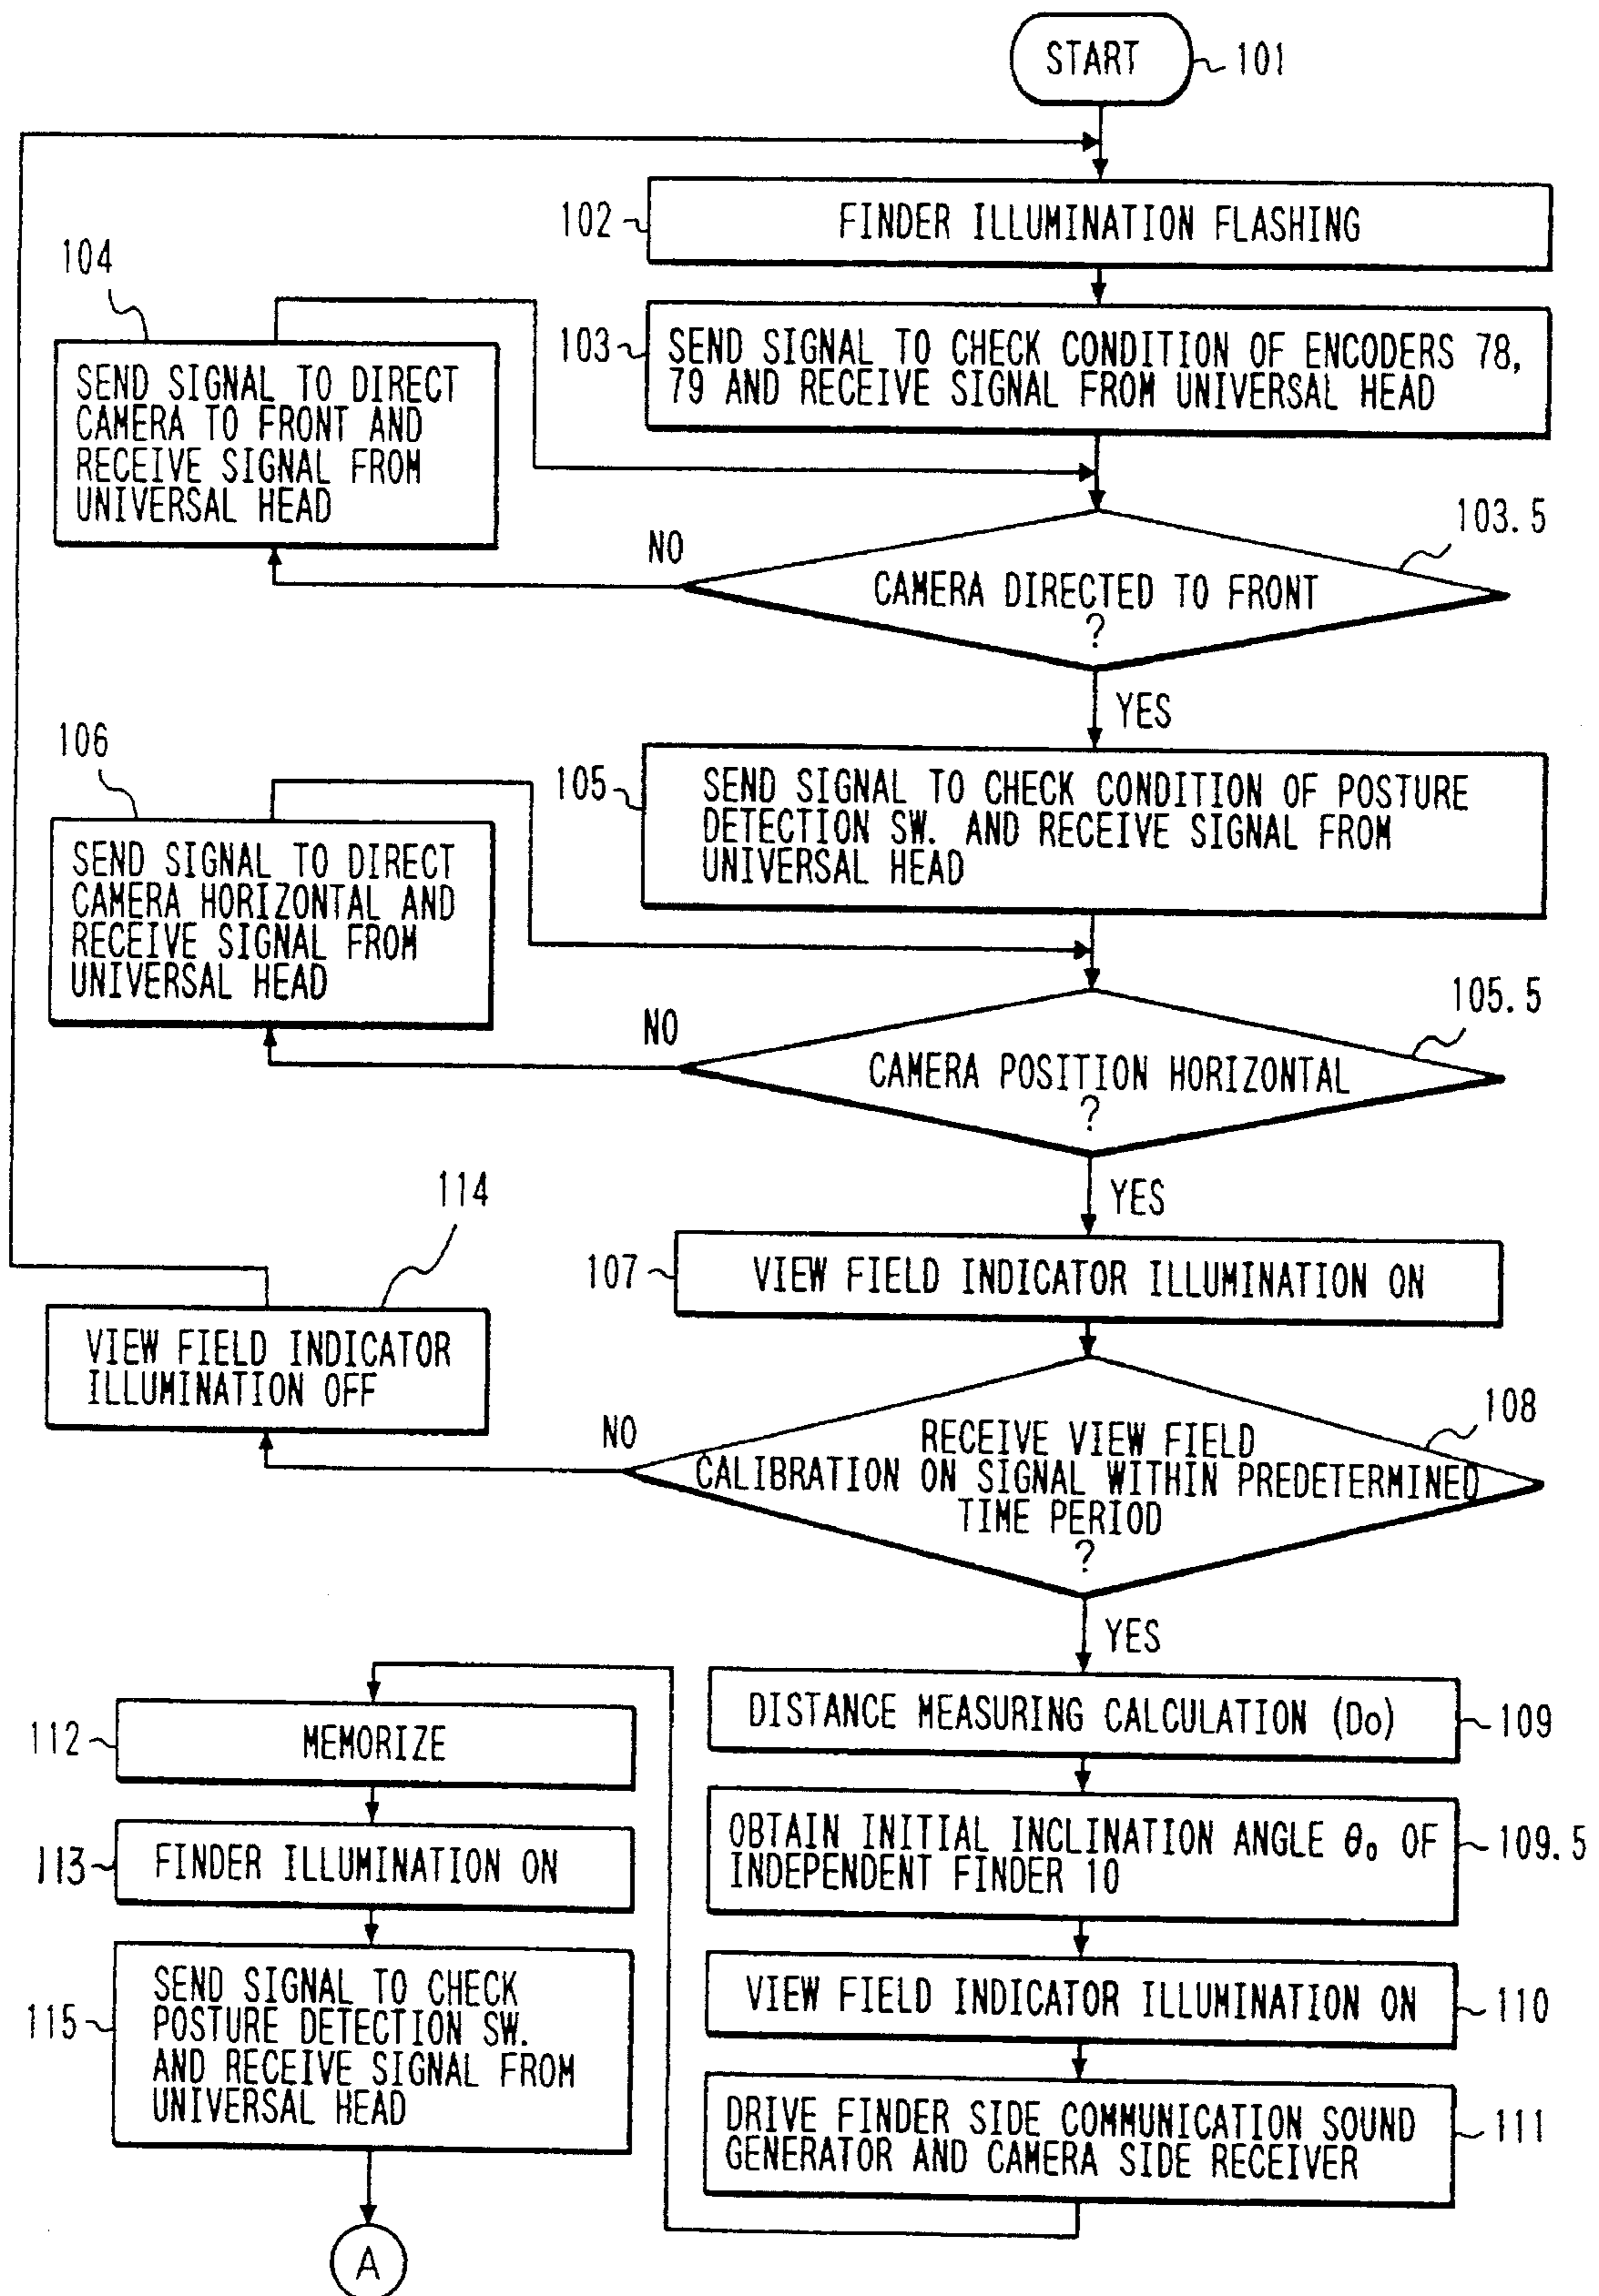 START
101
102
FINDER ILLUMINATION FLASHING
104
103
SEND SIGNAL TO CHECK CONDITION OF ENCODERS 78,
79 AND RECEIVE SIGNAL FROM UNIVERSAL HEAD
SEND SIGNAL TO DIRECT
CAMERA TO FRONT AND
RECEIVE SIGNAL FROM
UNIVERSAL HEAD
103.5
NO
CAMERA DIRECTED TO FRONT
?
YES
106
105
SEND SIGNAL TO CHECK CONDITION OF POSTURE
DETECTION SW. AND RECEIVE SIGNAL FROM
UNIVERSAL HEAD
SEND SIGNAL TO DIRECT
CAMERA HORIZONTAL AND
RECEIVE SIGNAL FROM
UNIVERSAL HEAD
105.5
NO
CAMERA POSITION HORIZONTAL
?
YES
114
107
VIEW FIELD INDICATOR ILLUMINATION ON
VIEW FIELD INDICATOR
ILLUMINATION OFF
108
NO
RECEIVE VIEW FIELD
CALIBRATION ON SIGNAL WITHIN PREDETERMINED
TIME PERIOD
?
YES
DISTANCE MEASURING CALCULATION (Do)
109
OBTAIN INITIAL INCLINATION ANGLE θ₀ OF
INDEPENDENT FINDER 10
109.5
VIEW FIELD INDICATOR ILLUMINATION ON
110
DRIVE FINDER SIDE COMMUNICATION SOUND
GENERATOR AND CAMERA SIDE RECEIVER
111
112
MEMORIZE
113
FINDER ILLUMINATION ON
115
SEND SIGNAL TO CHECK
POSTURE DETECTION SW.
AND RECEIVE SIGNAL FROM
UNIVERSAL HEAD
A